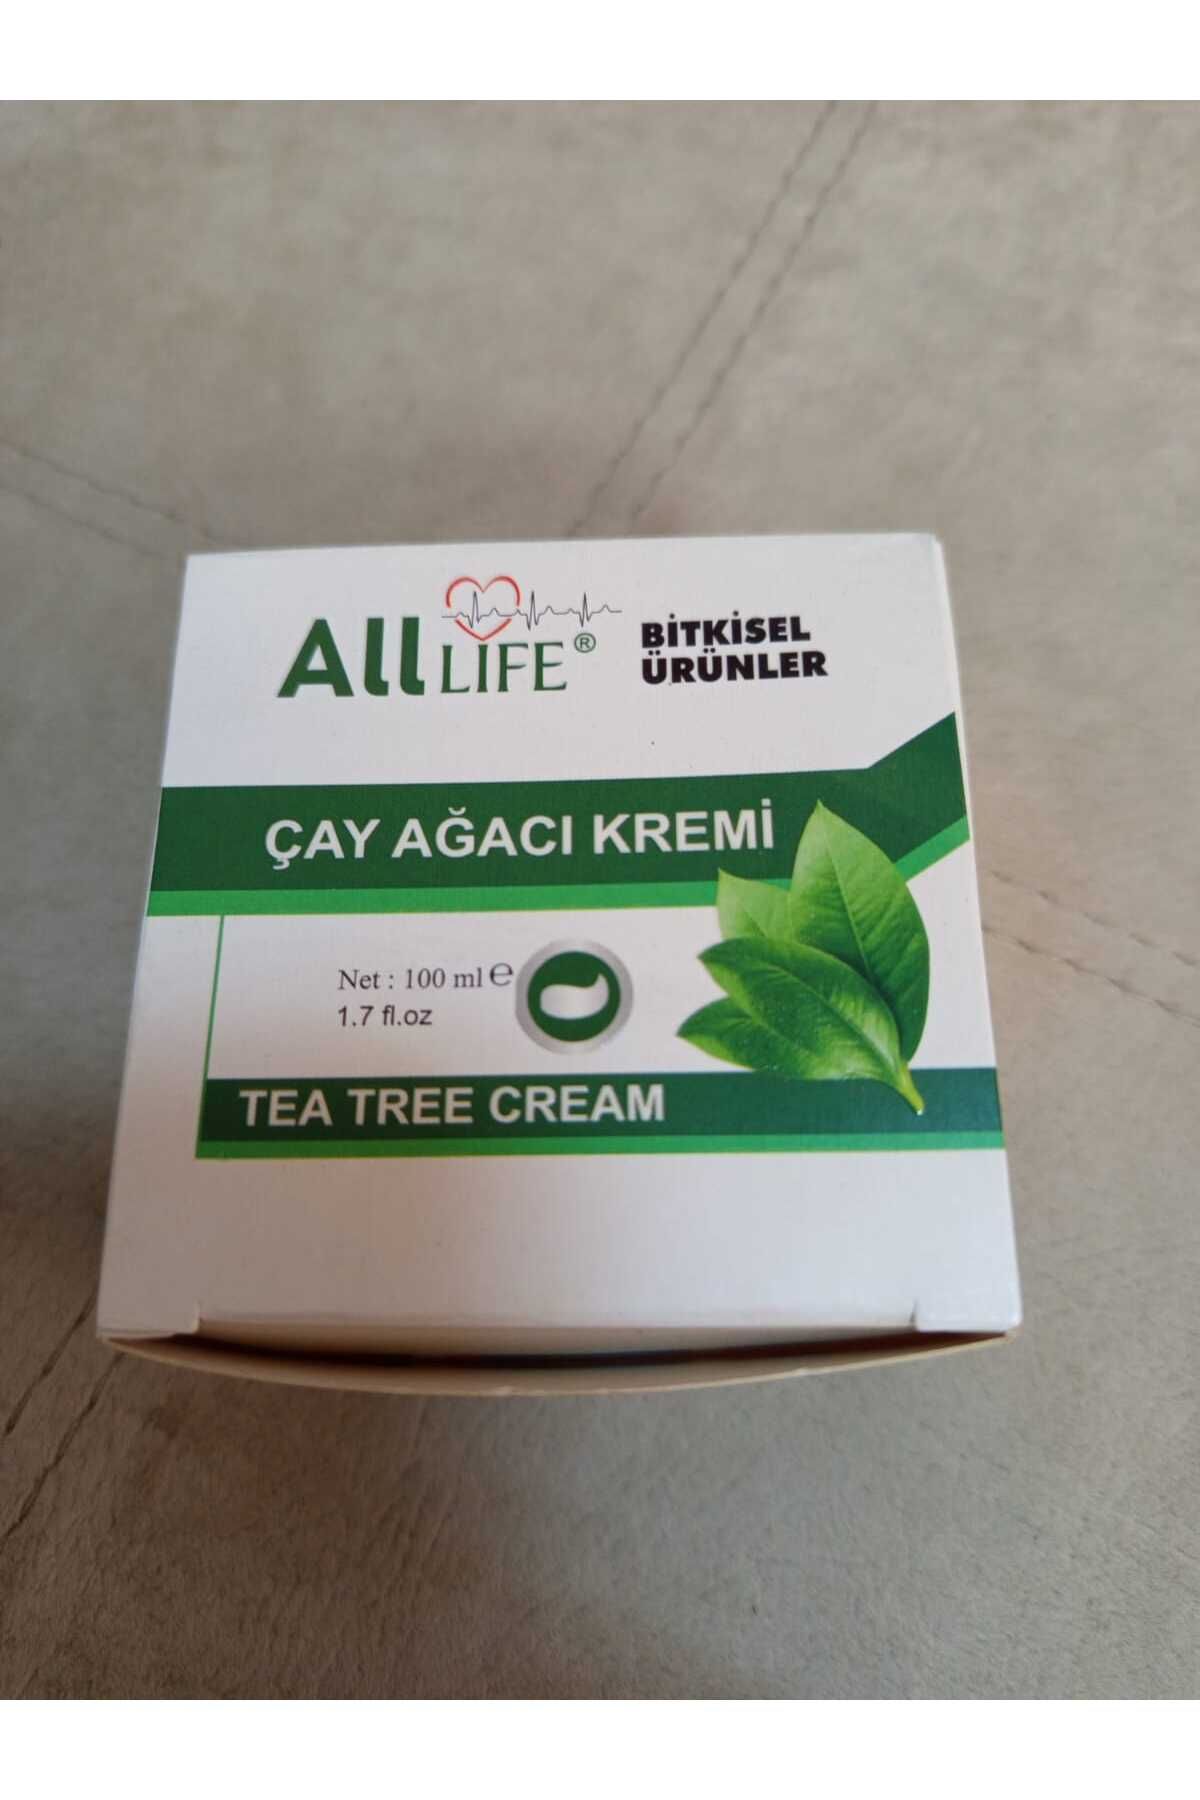 All LIFE® BİTKİSEL
ÜRÜNLER
ÇAY AĞACI KREMİ
Net : 100 ml ℮
1.7 fl.oz
TEA TREE CREAM